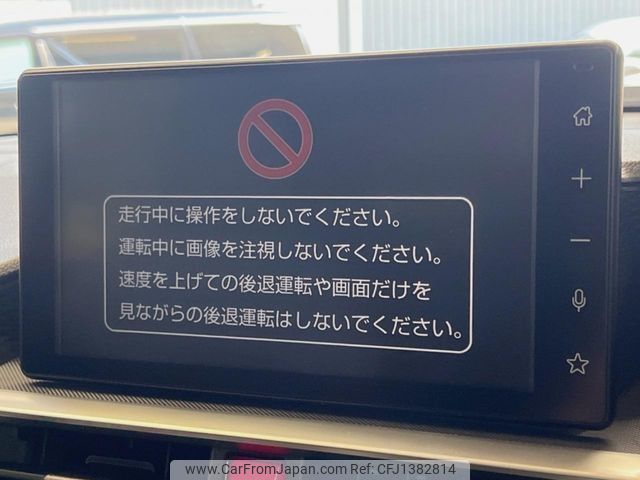 走行中に操作をしないでください。
運転中に画像を注視しないでください。
速度を上げての後退運転や画面だけを
見ながらの後退運転はしないでください。
www.CarFromJapan.com CFJ1382814